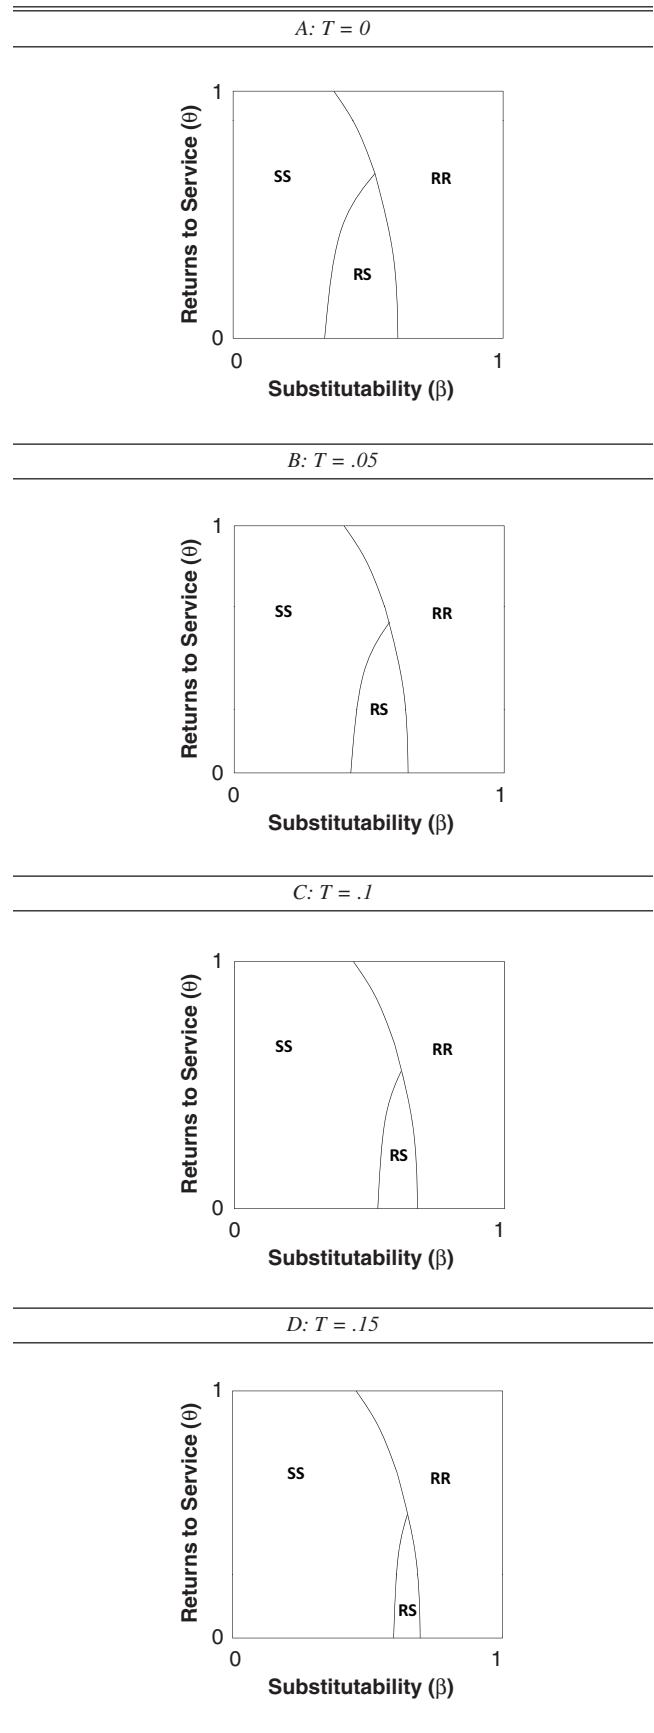 A: T = 0
1
Returns to Service (θ)
SS
RR
RS
0
0
1
Substitutability (β)
B: T = .05
1
Returns to Service (θ)
SS
RR
RS
0
0
1
Substitutability (β)
C: T = .1
1
Returns to Service (θ)
SS
RR
RS
0
0
1
Substitutability (β)
D: T = .15
1
Returns to Service (θ)
SS
RR
RS
0
0
1
Substitutability (β)